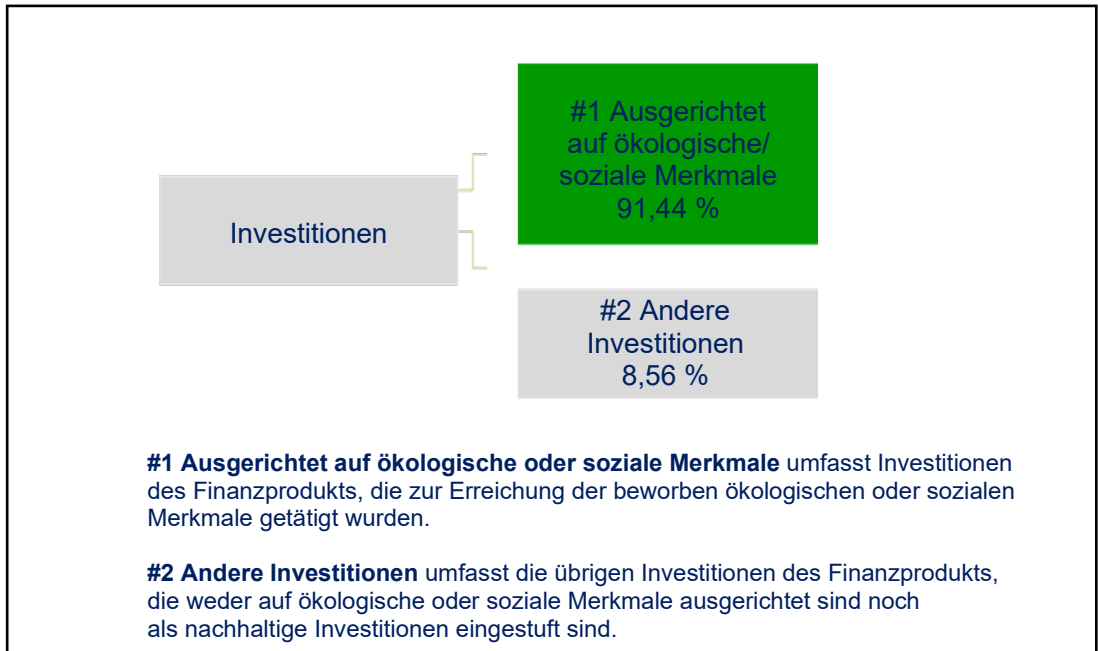 #1 Ausgerichtet
auf ökologische/
soziale Merkmale
91,44 %
Investitionen
#2 Andere
Investitionen
8,56 %
#1 Ausgerichtet auf ökologische oder soziale Merkmale umfasst Investitionen
des Finanzprodukts, die zur Erreichung der beworben ökologischen oder sozialen
Merkmale getätigt wurden.
#2 Andere Investitionen umfasst die übrigen Investitionen des Finanzprodukts,
die weder auf ökologische oder soziale Merkmale ausgerichtet sind noch
als nachhaltige Investitionen eingestuft sind.